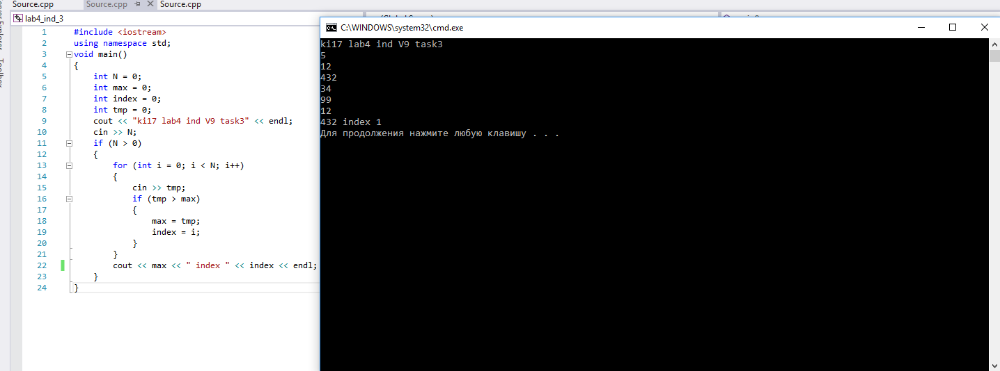 Source.cpp Source.cpp Source.cpp
lab4_ind_3
C:\WINDOWS\system32\cmd.exe
Toolbox
1 #include <iostream>
2 using namespace std;
3 void main()
4 {
5 int N = 0;
6 int max = 0;
7 int index = 0;
8 int tmp = 0;
9 cout << "ki17 lab4 ind V9 task3" << endl;
10 cin >> N;
11 if (N > 0)
12 {
13 for (int i = 0; i < N; i++)
14 {
15 cin >> tmp;
16 if (tmp > max)
17 {
18 max = tmp;
19 index = i;
20 }
21 }
22 cout << max << " index " << index << endl;
23 }
24 }
ki17 lab4 ind V9 task3
5
12
432
34
99
12
432 index 1
Для продолжения нажмите любую клавишу . . .